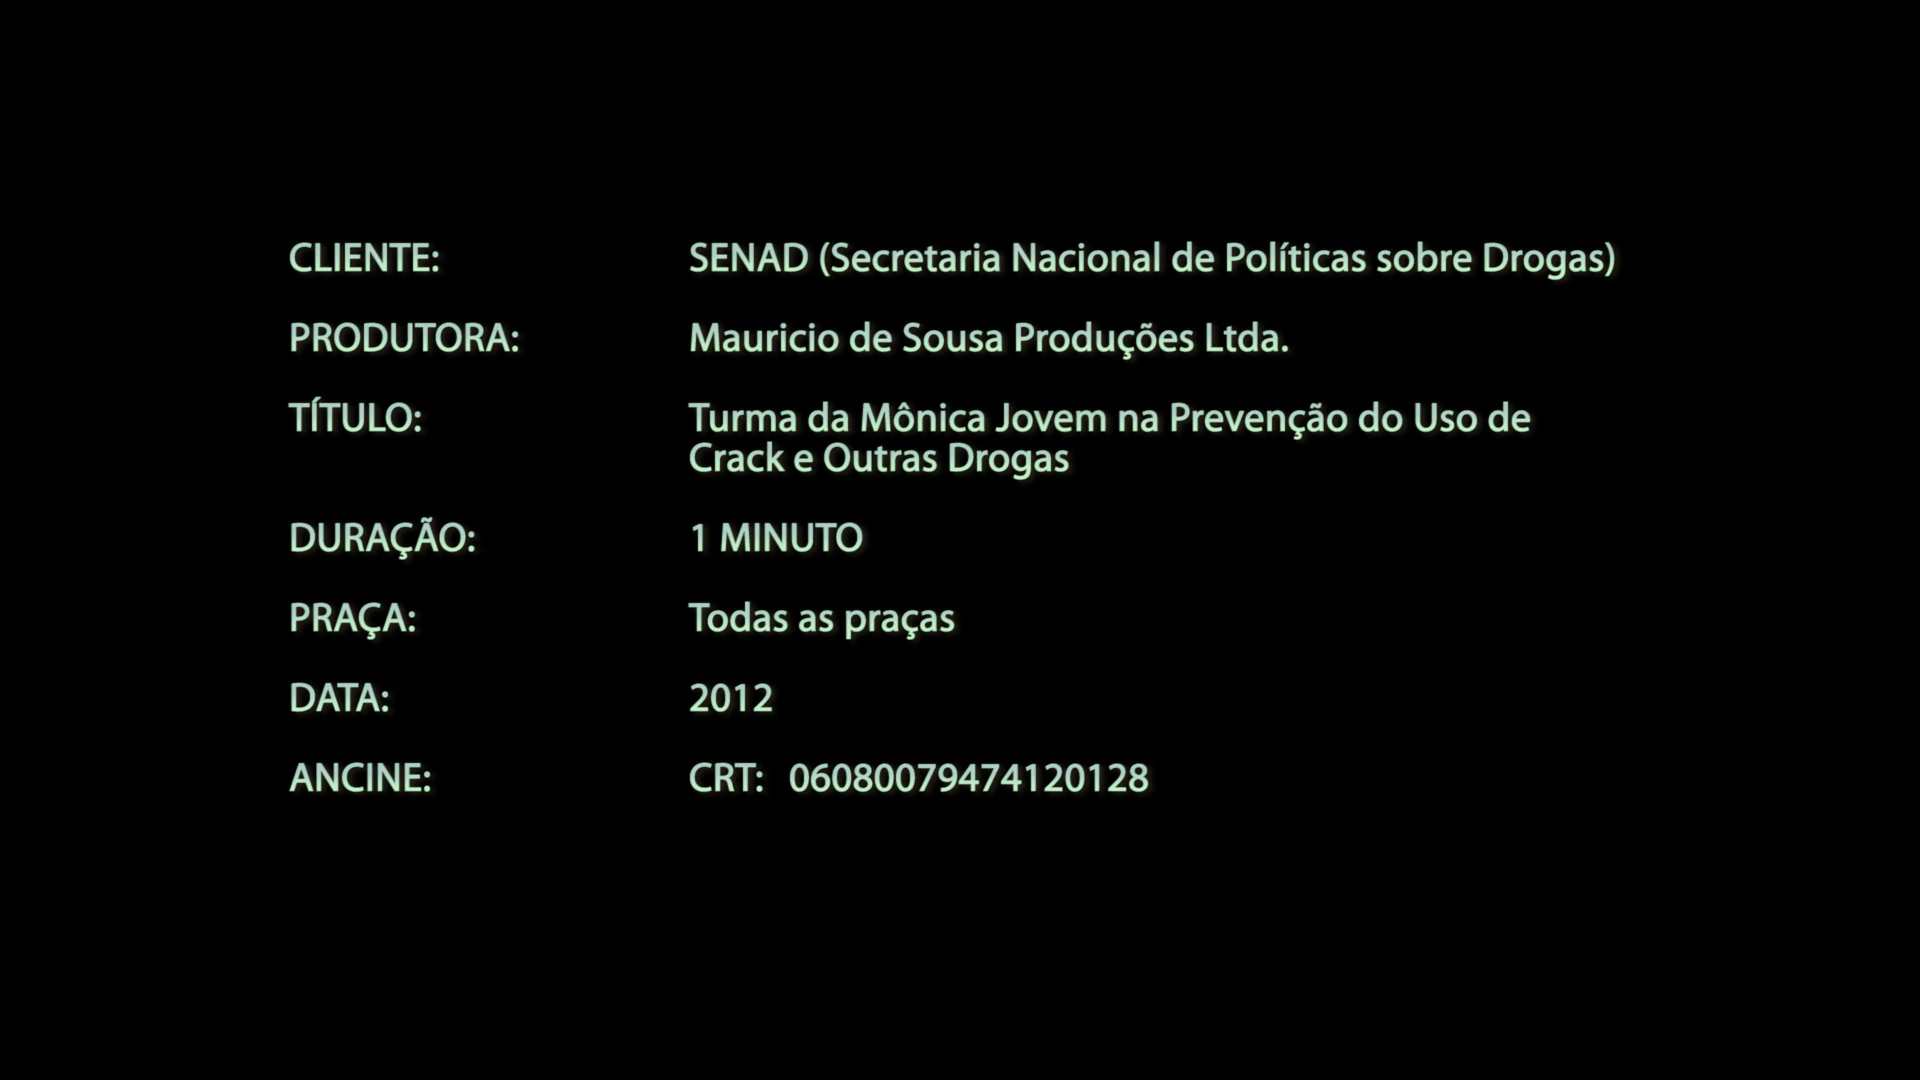 CLIENTE: SENAD (Secretaria Nacional de Políticas sobre Drogas)
PRODUTORA: Mauricio de Sousa Produções Ltda.
TÍTULO: Turma da Mônica Jovem na Prevenção do Uso de
Crack e Outras Drogas
DURAÇÃO: 1 MINUTO
PRAÇA: Todas as praças
DATA: 2012
ANCINE: CRT: 06080079474120128